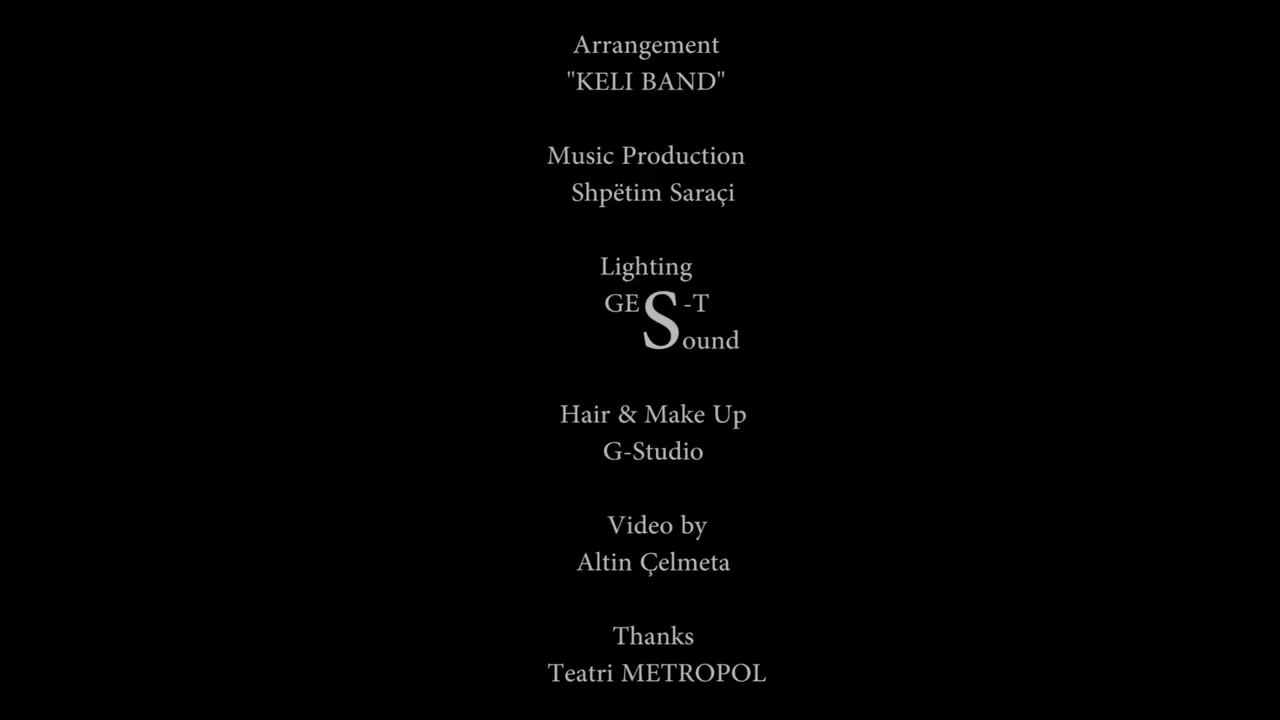 Arrangement
"KELI BAND"
Music Production
Shpëtim Saraçi
Lighting
GES-T
Sound
Hair & Make Up
G-Studio
Video by
Altin Çelmeta
Thanks
Teatri METROPOL